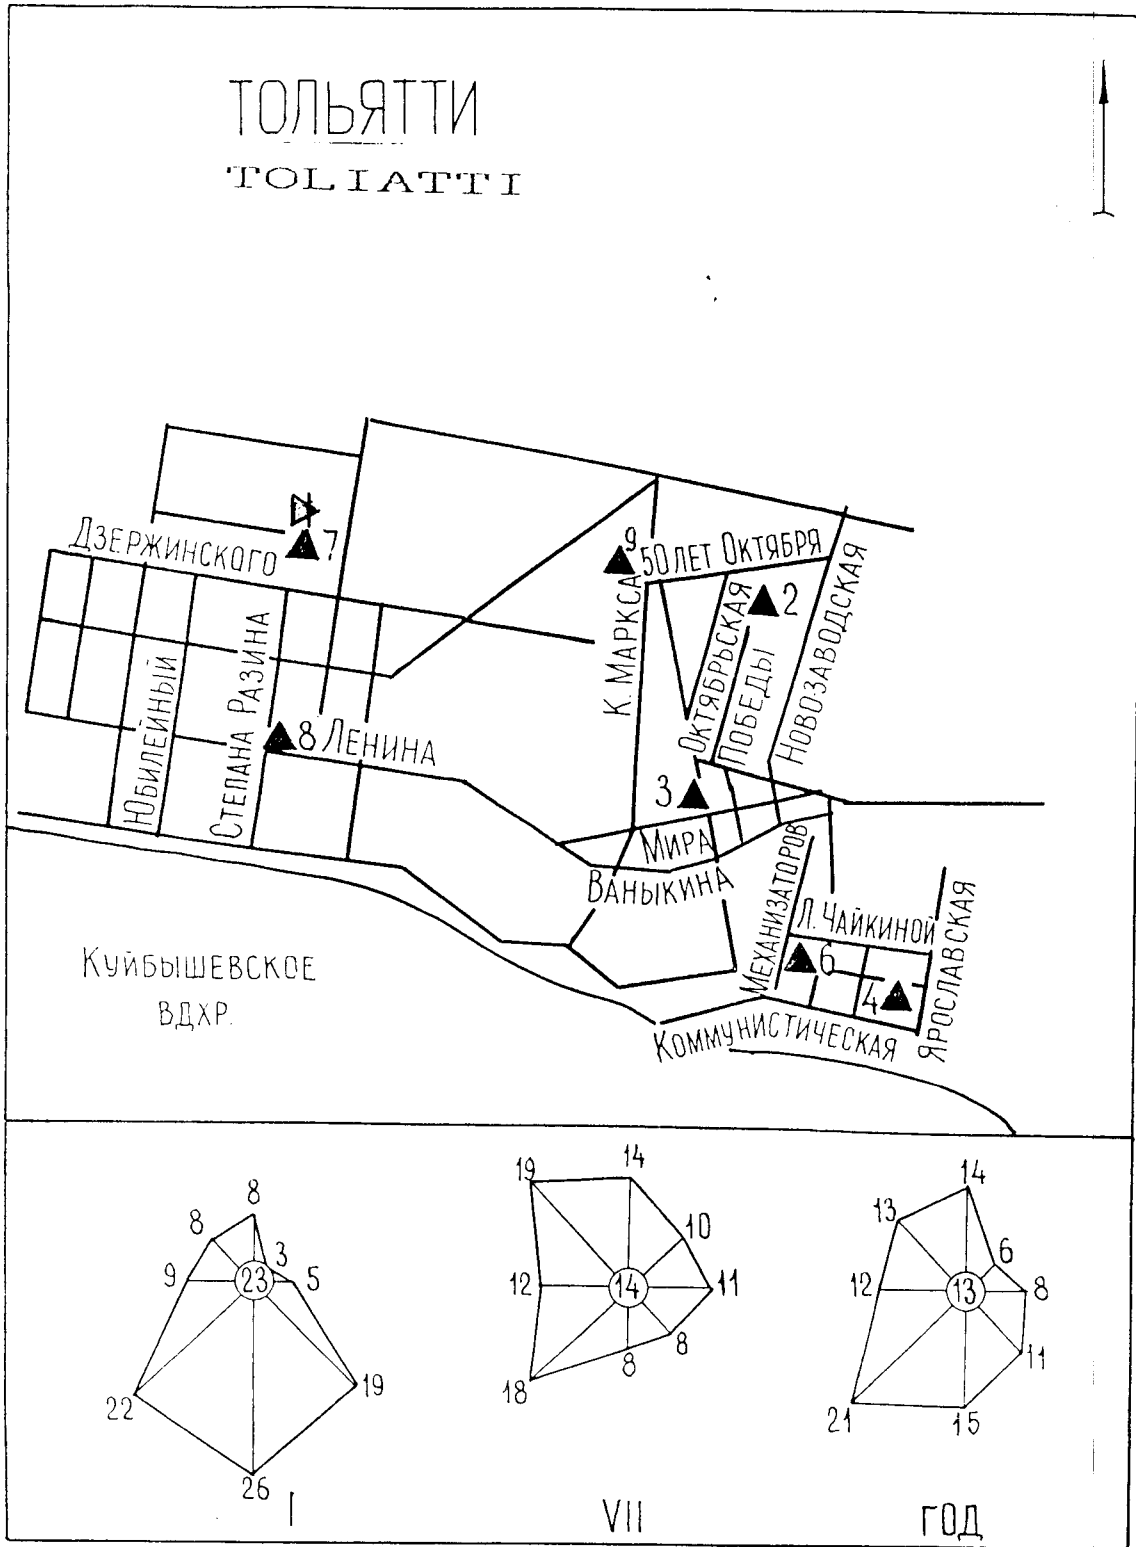 ТОЛЬЯТТИ
TOLIATTI
ДЗЕРЖИНСКОГО
7
9
50 ЛЕТ ОКТЯБРЯ
2
К. МАРКСА
ОКТЯБРЬСКАЯ
ПОБЕДЫ
НОВОЗАВОДСКАЯ
ЮБИЛЕЙНЫЙ
СТЕПАНА РАЗИНА
8 ЛЕНИНА
3
МИРА
ВАНЫКИНА
МЕХАНИЗАТОРОВ
Л. ЧАЙКИНОЙ
6
4
ЯРОСЛАВСКАЯ
КОММУНИСТИЧЕСКАЯ
КУЙБЫШЕВСКОЕ
ВДХР.
8
8
3
9
23
5
22
19
26
I
19
14
10
12
14
11
8
8
18
VII
14
13
6
12
13
8
11
21
15
ГОД